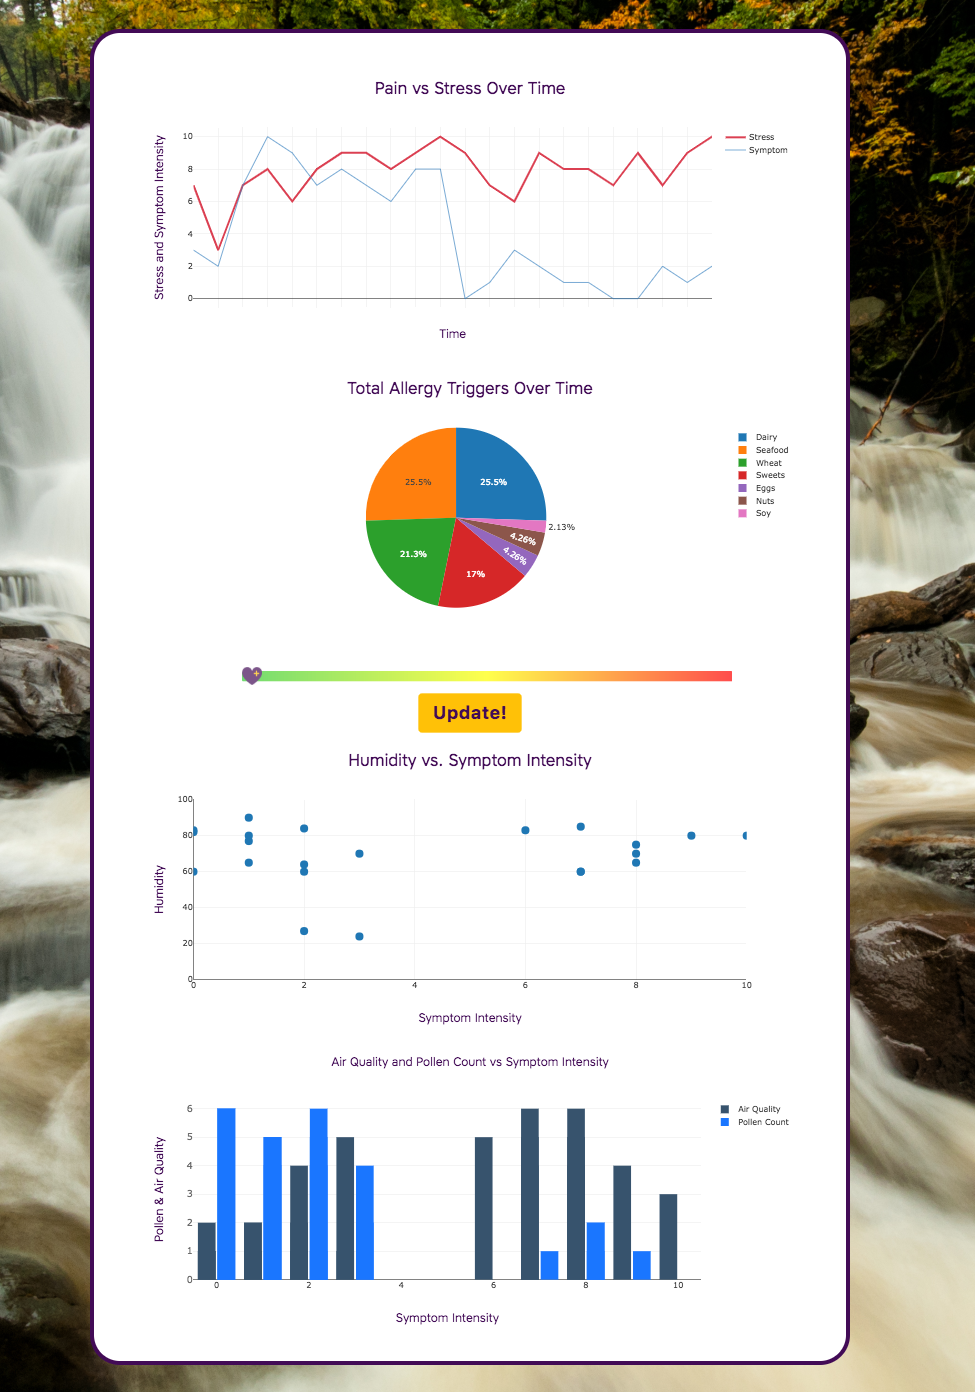 Pain vs Stress Over Time
Stress and Symptom Intensity
10
8
6
4
2
0
Stress
Symptom
Time
Total Allergy Triggers Over Time
25.5%
25.5%
2.13%
4.26%
4.26%
17%
21.3%
Dairy
Seafood
Wheat
Sweets
Eggs
Nuts
Soy
Update!
Humidity vs. Symptom Intensity
Humidity
100
80
60
40
20
0
0 2 4 6 8 10
Symptom Intensity
Air Quality and Pollen Count vs Symptom Intensity
Pollen & Air Quality
6
5
4
3
2
1
0
0 2 4 6 8 10
Air Quality
Pollen Count
Symptom Intensity